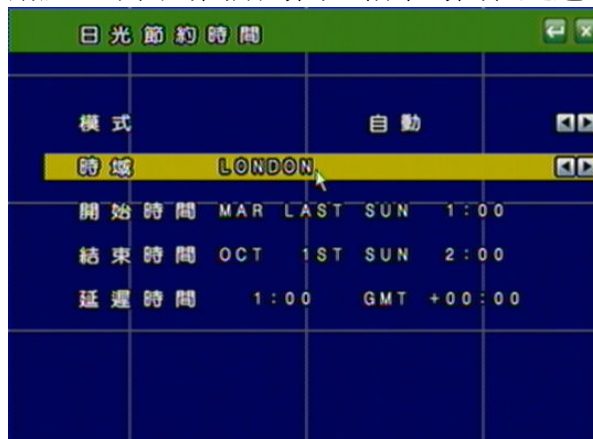 日光節約時間
模式 自動
時域 LONDON
開始時間 MAR LAST SUN 1:00
結束時間 OCT 1ST SUN 2:00
延遲時間 1:00 GMT +00:00